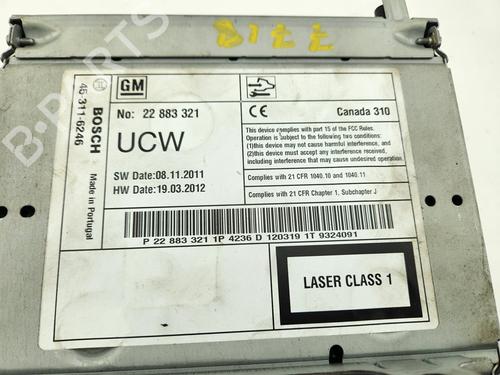 BOSCH
45-311-6246
Made in Portugal
GM
No: 22 883 321
UCW
SW Date:08.11.2011
HW Date:19.03.2012
CE
Canada 310
This device complies with part 15 of the FCC Rules.
Operation is subject to the following two conditions:
(1)this device may not cause harmful interference, and
(2)this device must accept any interference received,
including interference that may cause undesired operation.
Complies with 21 CFR 1040.10 and 1040.11
Complies with 21 CFR Chapter 1, Subchapter J
P 22 883 321 1P 4236 D 120319 1T 9324091
LASER CLASS 1